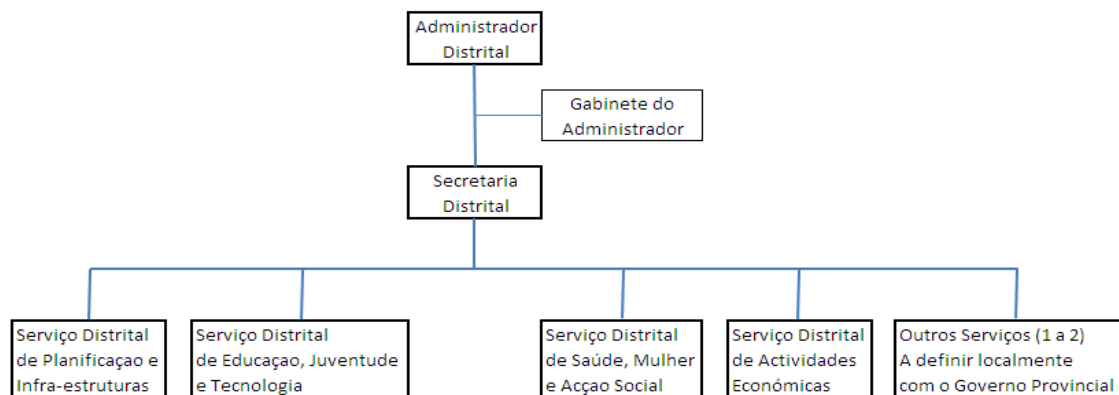 Administrador
Distrital
Gabinete do
Administrador
Secretaria
Distrital
Serviço Distrital
de Planificaçao e
Infra-estruturas
Serviço Distrital
de Educaçao, Juventude
e Tecnologia
Serviço Distrital
de Saúde, Mulher
e Acçao Social
Serviço Distrital
de Actividades
Económicas
Outros Serviços (1 a 2)
A definir localmente
com o Governo Provincial